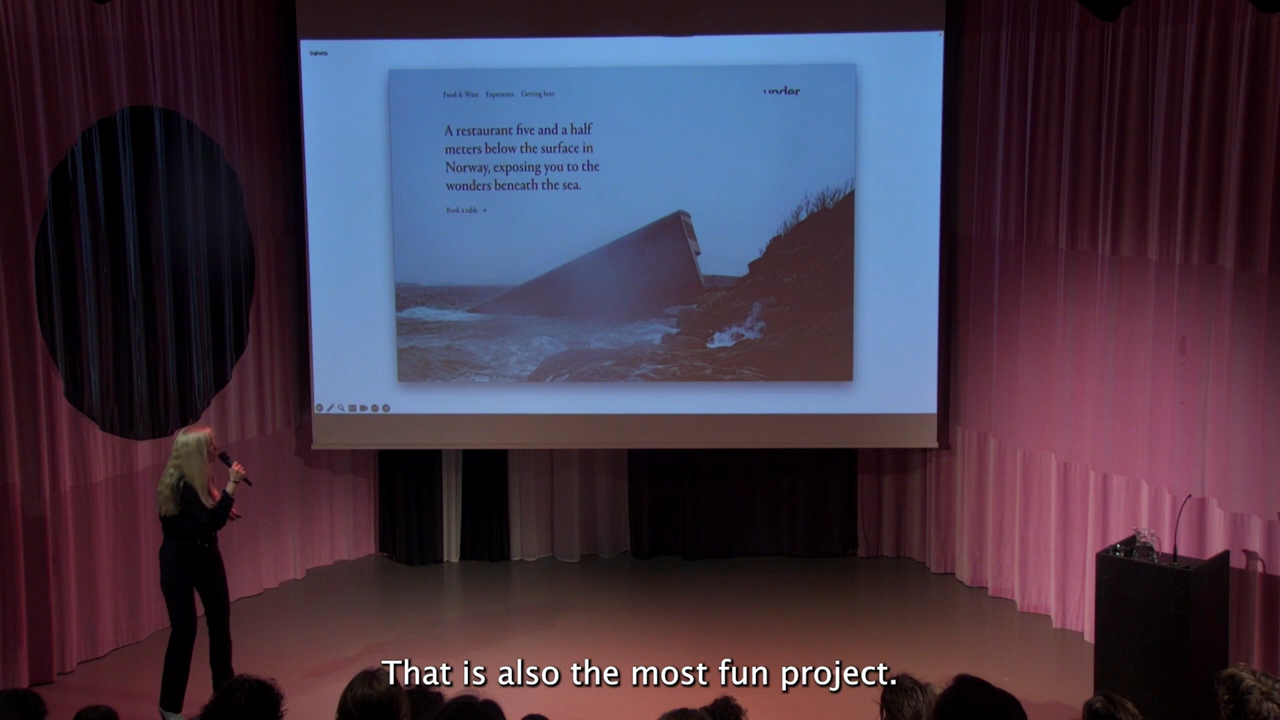 Food & Wine Experience Getting here
under
A restaurant five and a half
meters below the surface in
Norway, exposing you to the
wonders beneath the sea.
Book a table →
That is also the most fun project.